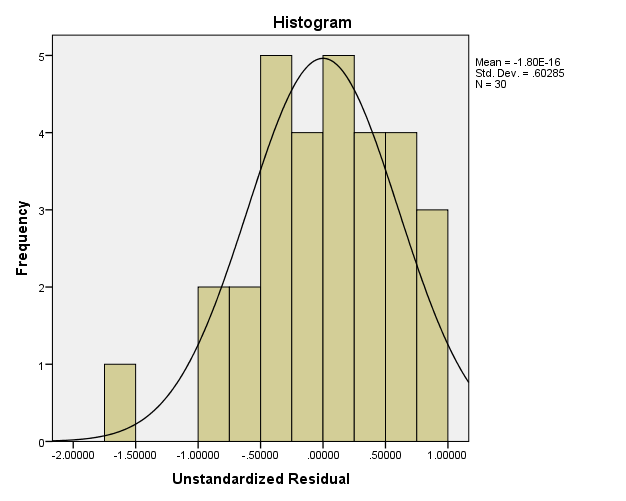 Histogram
Mean = -1.80E-16
Std. Dev. = .60285
N = 30
5
4
3
2
1
0
Frequency
-2.00000 -1.50000 -1.00000 -.50000 .00000 .50000 1.00000
Unstandardized Residual